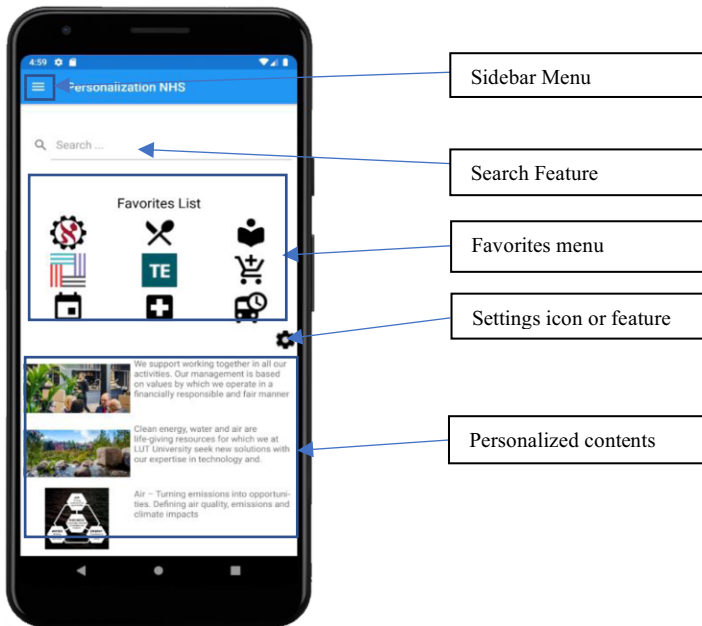 4:59
Personalization NHS
Search ...
Favorites List
TE
We support working together in all our
activities. Our management is based
on values by which we operate in a
financially responsible and fair manner
Clean energy, water and air are
life-giving resources for which we at
LUT University seek new solutions with
our expertise in technology and.
Air – Turning emissions into opportuni-
ties. Defining air quality, emissions and
climate impacts
Sidebar Menu
Search Feature
Favorites menu
Settings icon or feature
Personalized contents